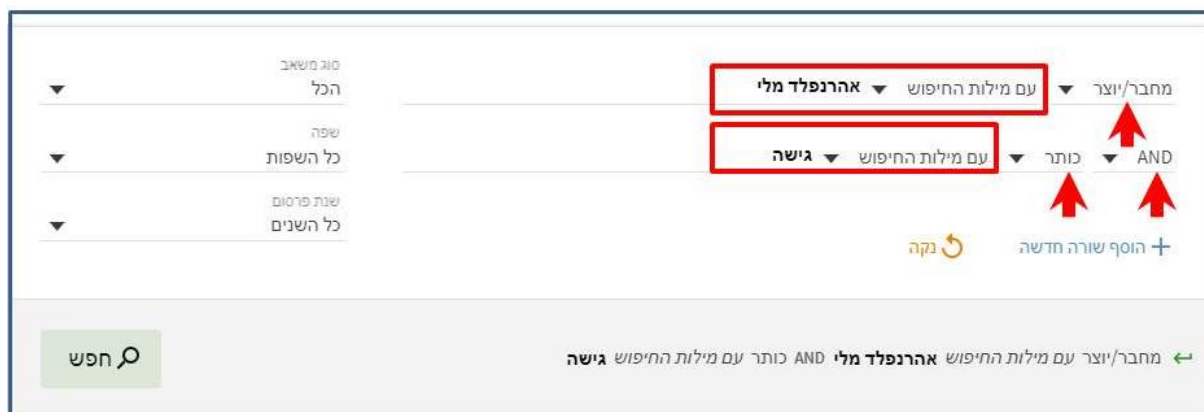 מחבר/יוצר עם מילות החיפוש אהרנפלד מלי
AND כותר עם מילות החיפוש גישה
הוסף שורה חדשה נקה
סוג משאב
הכל
שפה
כל השפות
שנת פרסום
כל השנים
מחבר/יוצר עם מילות החיפוש אהרנפלד מלי AND כותר עם מילות החיפוש גישה
חפש